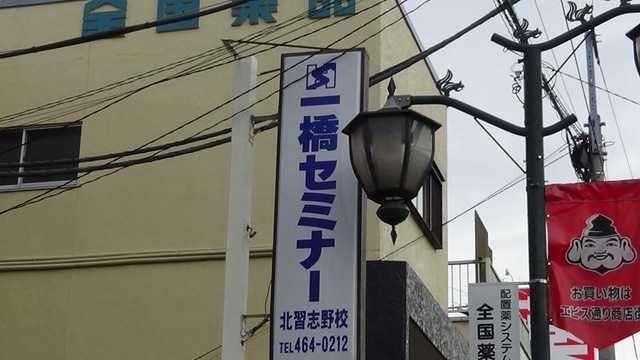 全国薬品
一橋セミナー
北習志野校
TEL464-0212
配置薬システム
全国薬
お買い物は
エビス通り商店街